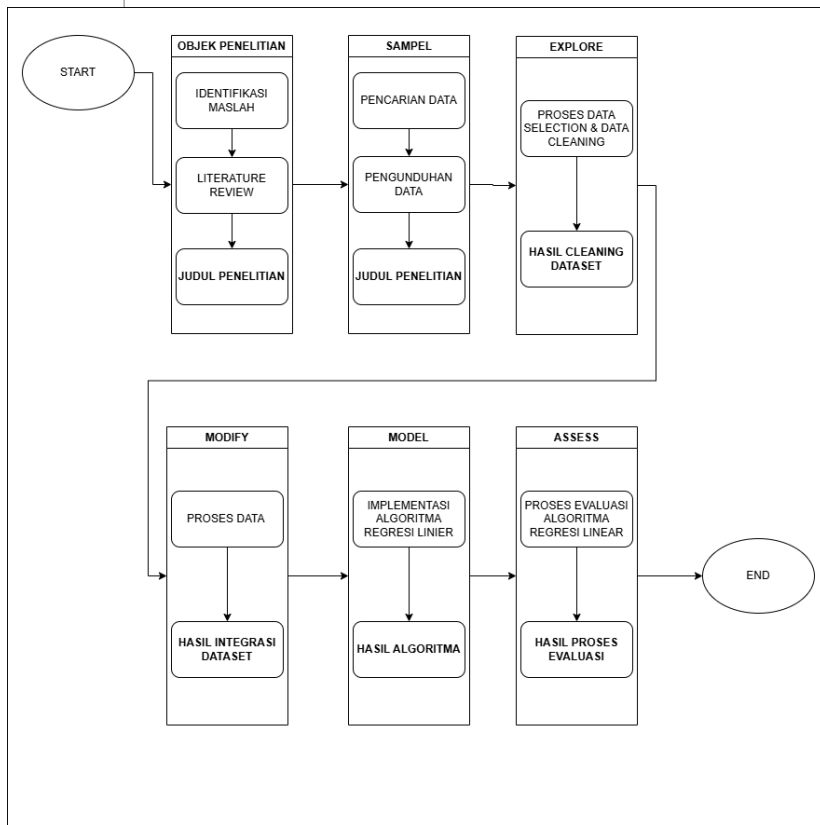 START
OBJEK PENELITIAN
IDENTIFIKASI
MASLAH
LITERATURE
REVIEW
JUDUL PENELITIAN
SAMPEL
PENCARIAN DATA
PENGUNDUHAN
DATA
JUDUL PENELITIAN
EXPLORE
PROSES DATA
SELECTION & DATA
CLEANING
HASIL CLEANING
DATASET
MODIFY
PROSES DATA
HASIL INTEGRASI
DATASET
MODEL
IMPLEMENTASI
ALGORITMA
REGRESI LINIER
HASIL ALGORITMA
ASSESS
PROSES EVALUASI
ALGORITMA
REGRESI LINEAR
HASIL PROSES
EVALUASI
END